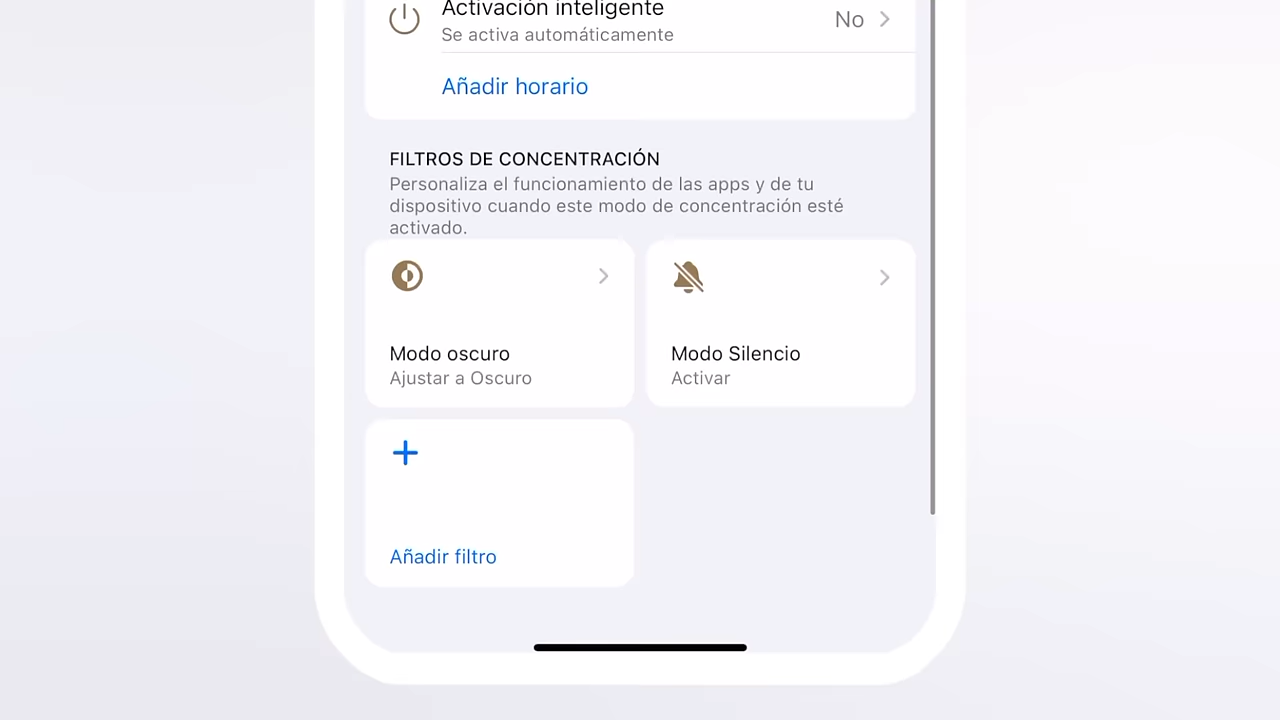 Activación inteligente
No
Se activa automáticamente
Añadir horario
FILTROS DE CONCENTRACIÓN
Personaliza el funcionamiento de las apps y de tu
dispositivo cuando este modo de concentración esté
activado.
Modo oscuro
Ajustar a Oscuro
Modo Silencio
Activar
Añadir filtro